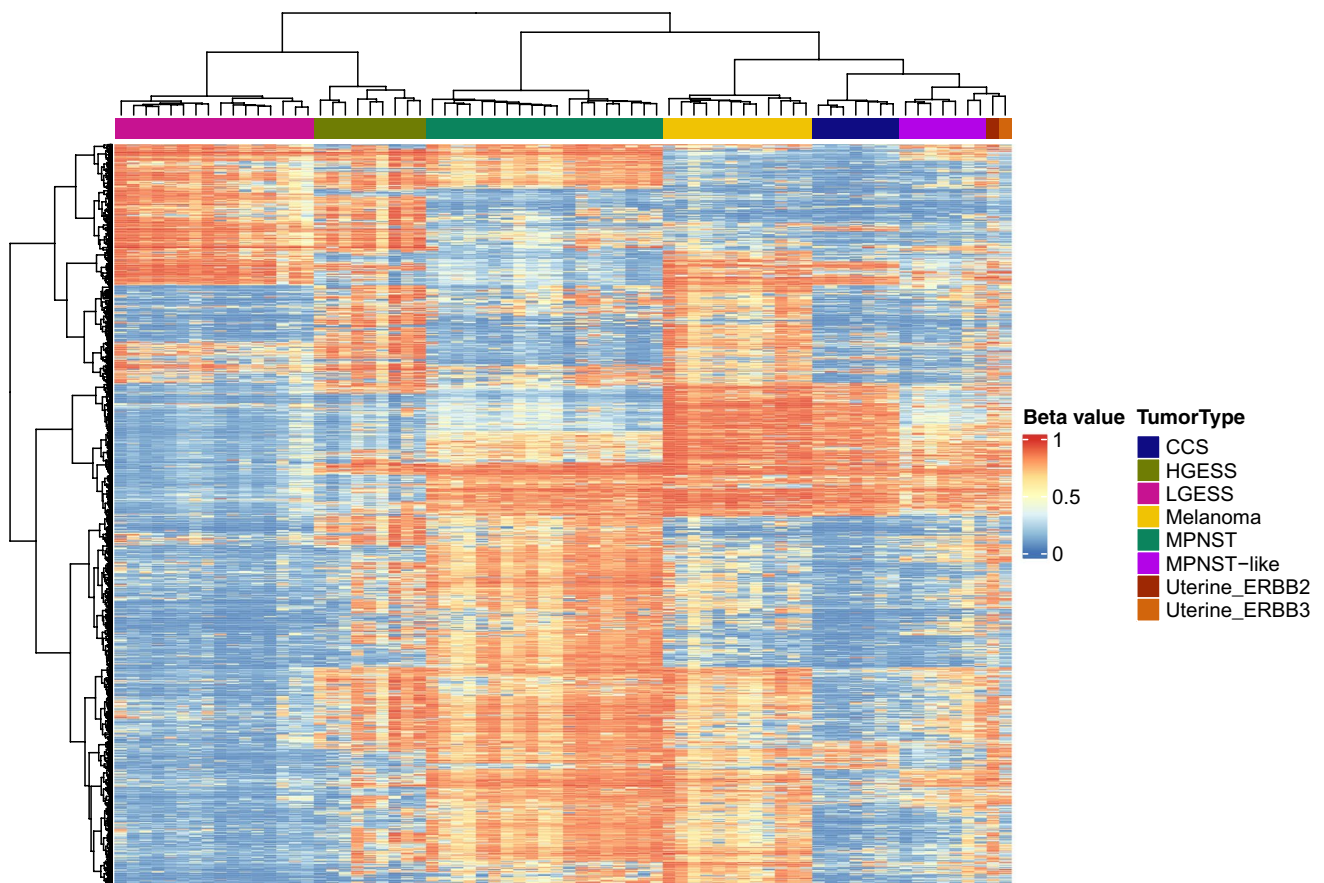 Beta value
1
0.5
0
TumorType
CCS
HGESS
LGESS
Melanoma
MPNST
MPNST−like
Uterine_ERBB2
Uterine_ERBB3